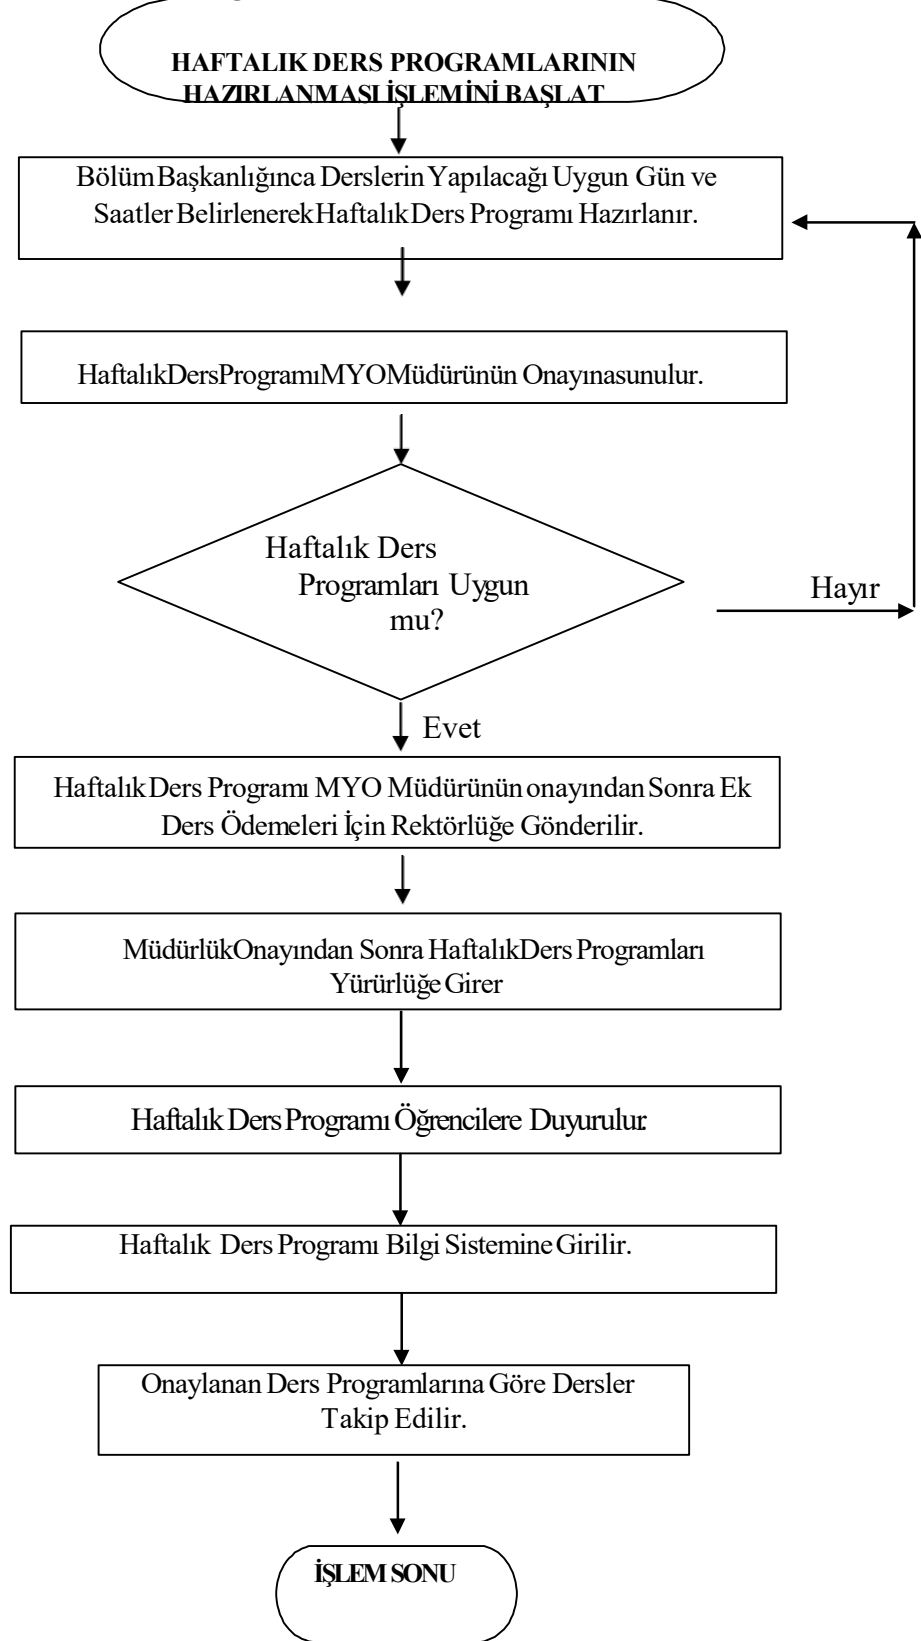 HAFTALIK DERS PROGRAMLARININ
HAZIRLANMASI İŞLEMİNİ BAŞLAT
Bölüm Başkanlığınca Derslerin Yapılacağı Uygun Gün ve
Saatler Belirlenerek Haftalık Ders Programı Hazırlanır.
Haftalık Ders Programı MYO Müdürünün Onayına sunulur.
Haftalık Ders
Programları Uygun
mu?
Hayır
Evet
Haftalık Ders Programı MYO Müdürünün onayından Sonra Ek
Ders Ödemeleri İçin Rektörlüğe Gönderilir.
Müdürlük Onayından Sonra Haftalık Ders Programları
Yürürlüğe Girer
Haftalık Ders Programı Öğrencilere Duyurulur.
Haftalık Ders Programı Bilgi Sistemine Girilir.
Onaylanan Ders Programlarına Göre Dersler
Takip Edilir.
İŞLEM SONU